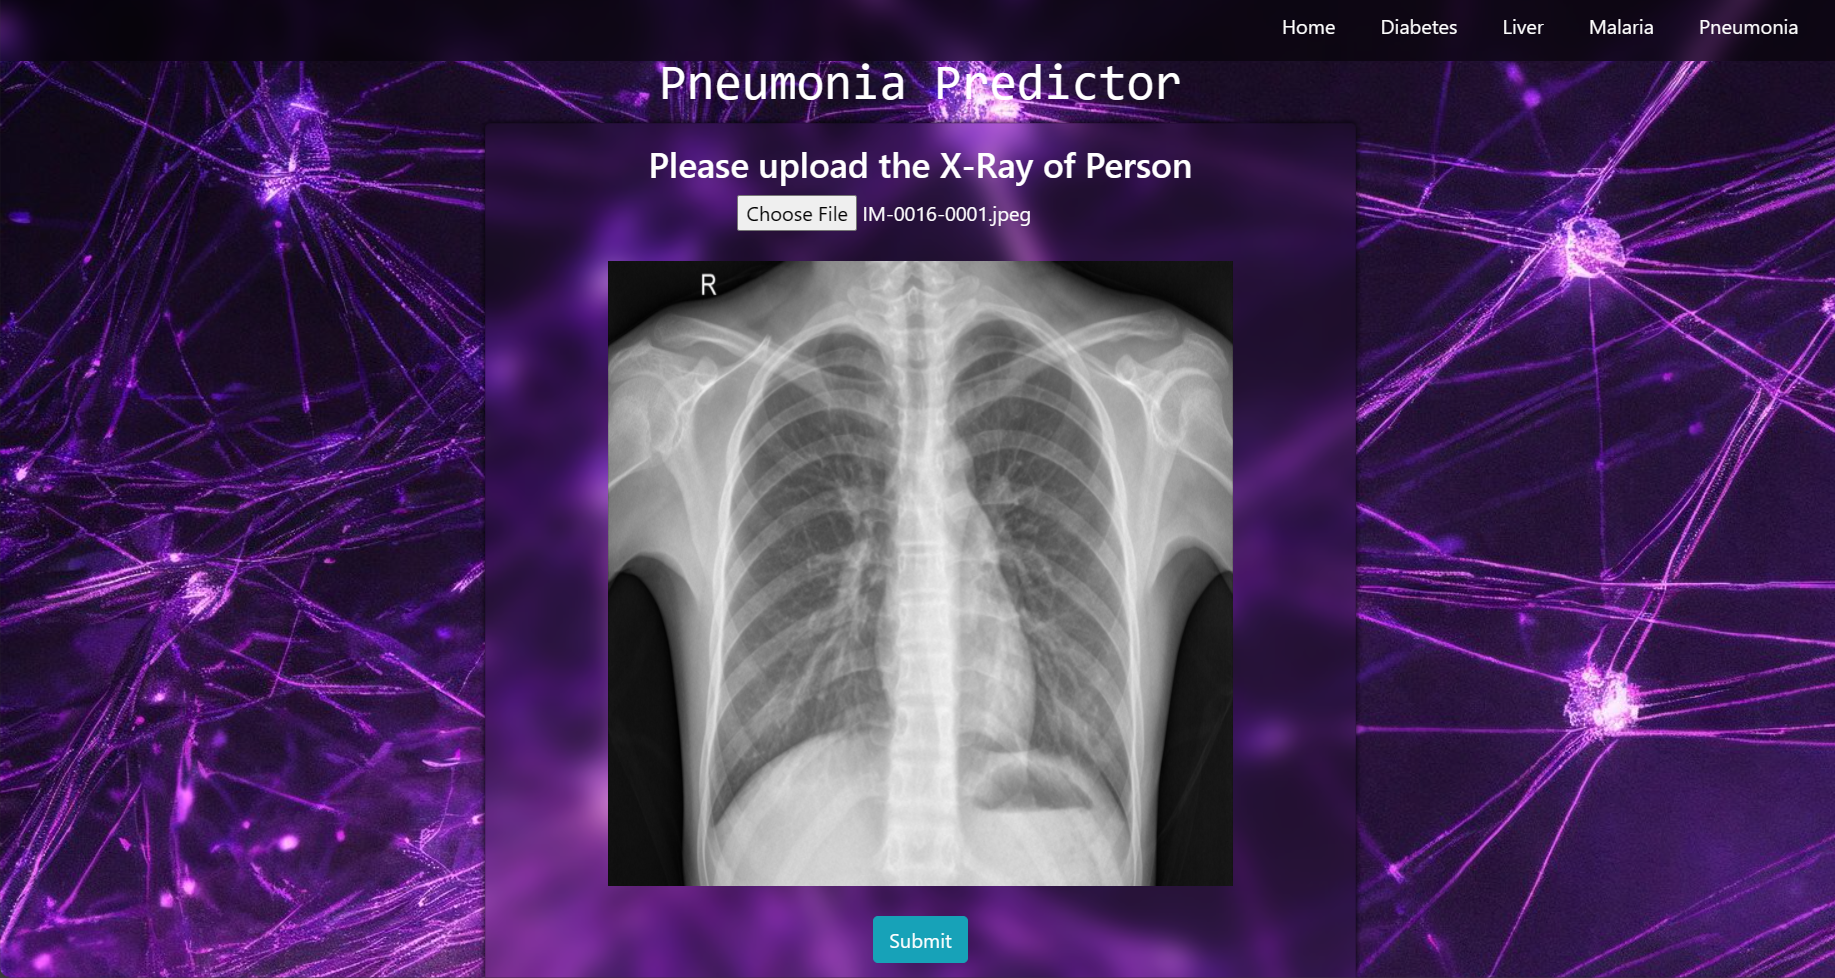 Home Diabetes Liver Malaria Pneumonia
Pneumonia Predictor
Please upload the X-Ray of Person
Choose File IM-0016-0001.jpeg
R
Submit